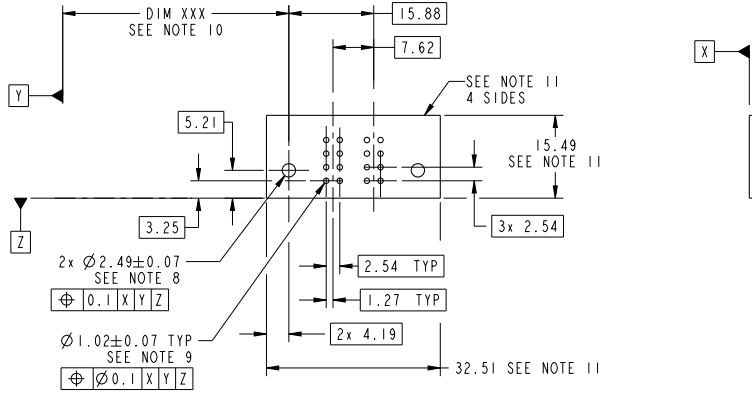 DIM XXX
SEE NOTE 10
15.88
7.62
X
Y
SEE NOTE 11
4 SIDES
5.21
15.49
SEE NOTE 11
3.25
3x 2.54
Z
2x Ø2.49±0.07
SEE NOTE 8
⌖ 0.1 X Y Z
2.54 TYP
1.27 TYP
Ø1.02±0.07 TYP
SEE NOTE 9
⌖ Ø0.1 X Y Z
2x 4.19
32.51 SEE NOTE 11